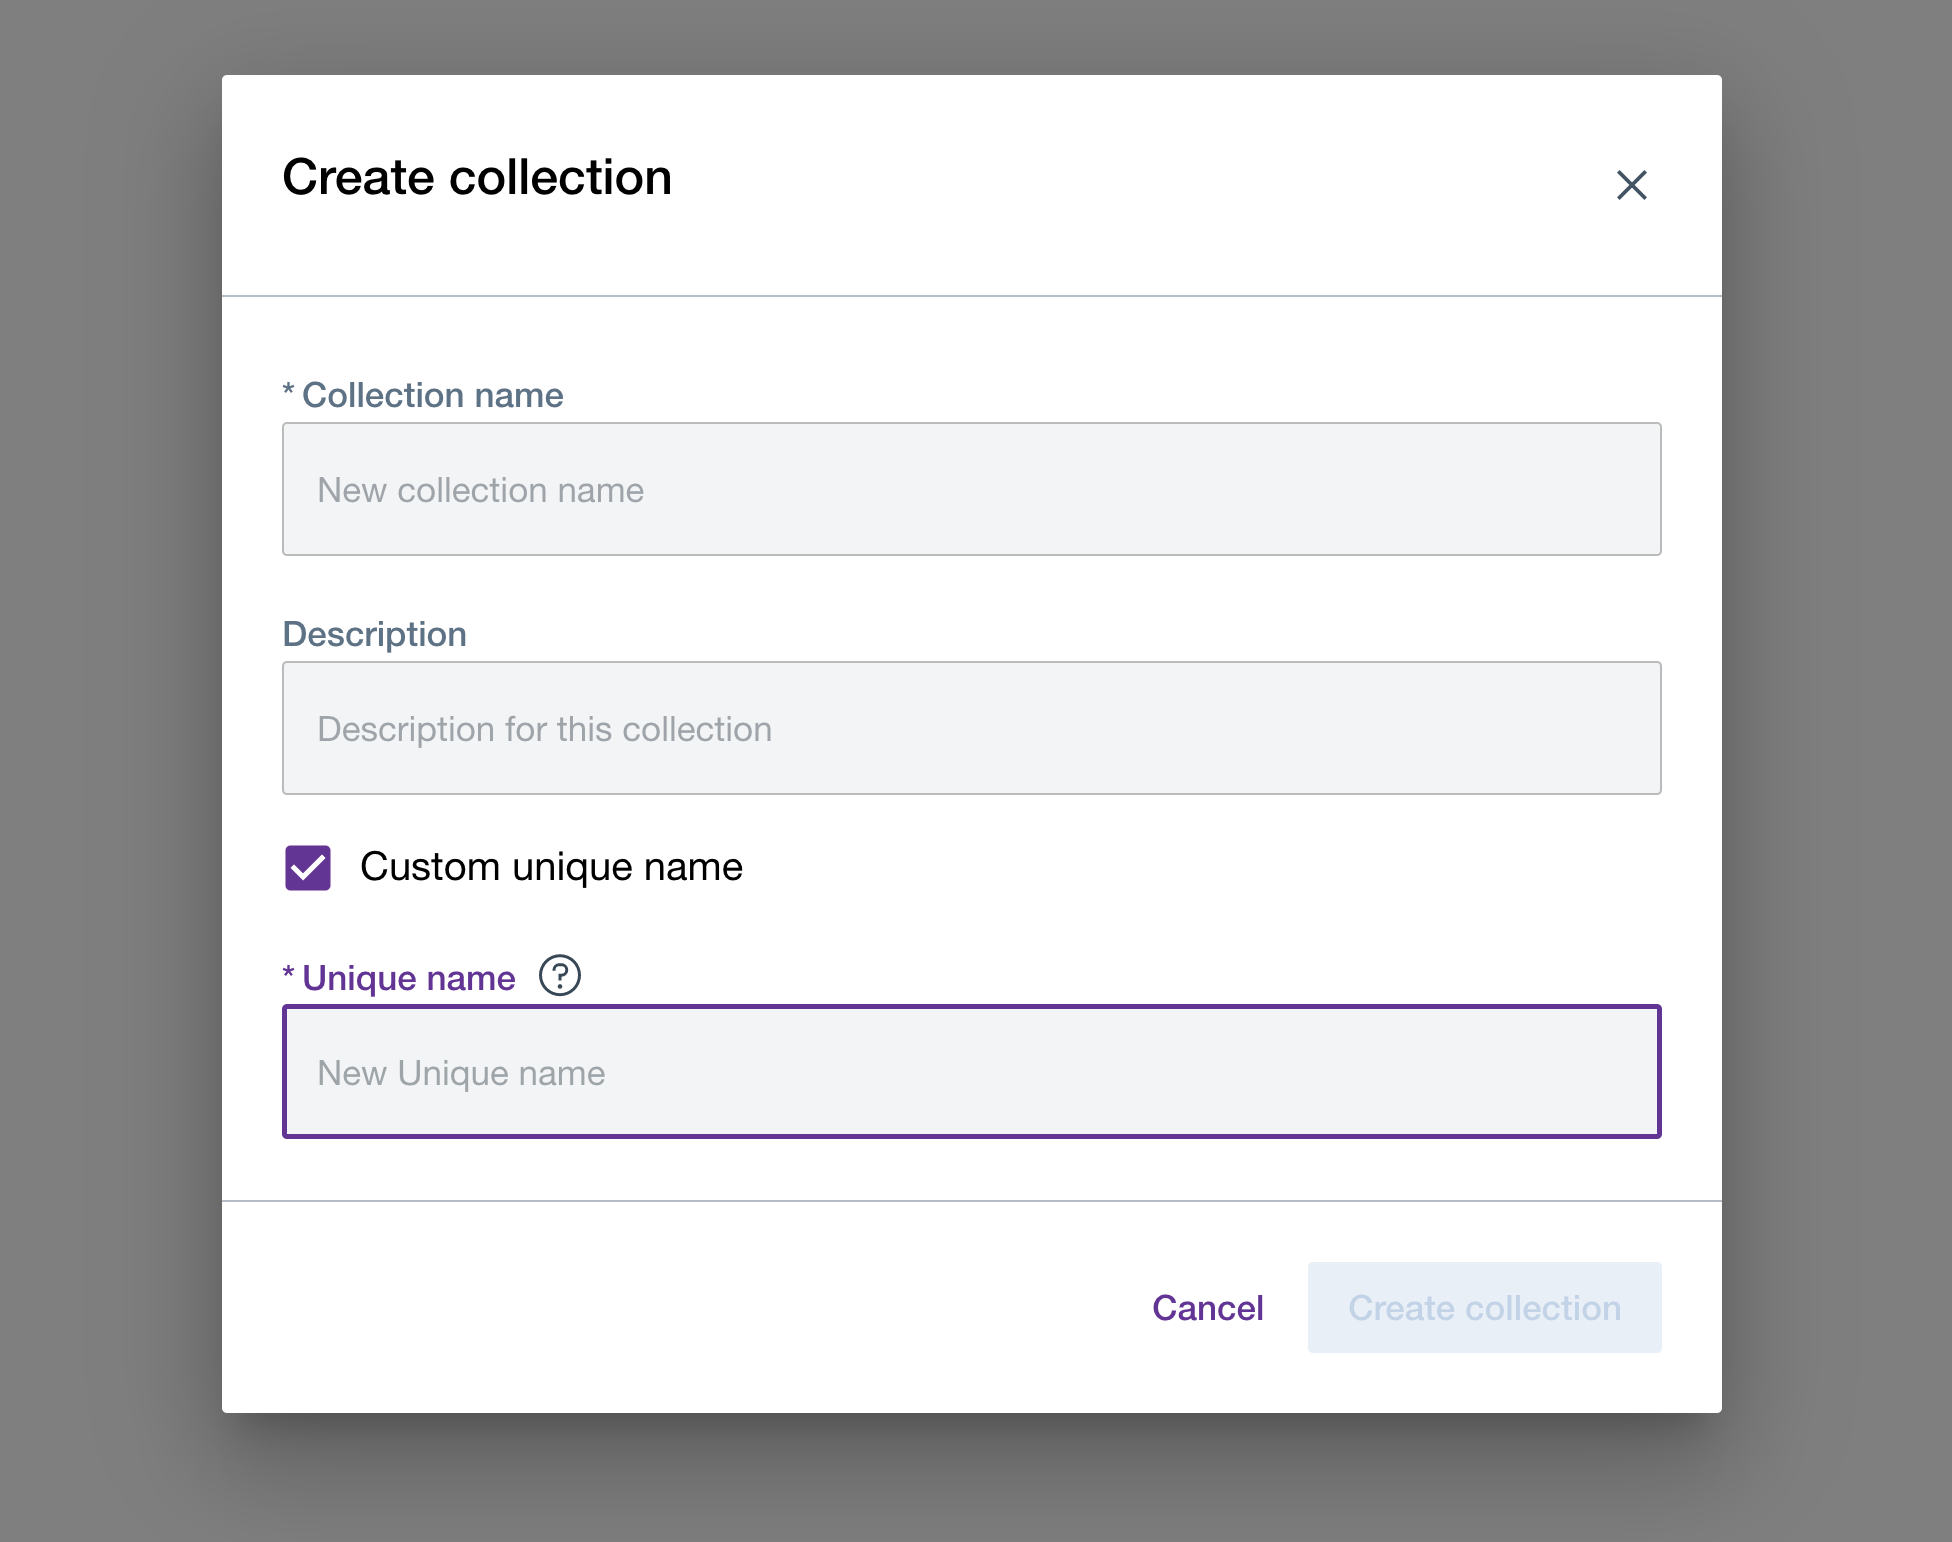 Create collection
* Collection name
New collection name
Description
Description for this collection
Custom unique name
* Unique name ?
New Unique name
Cancel
Create collection